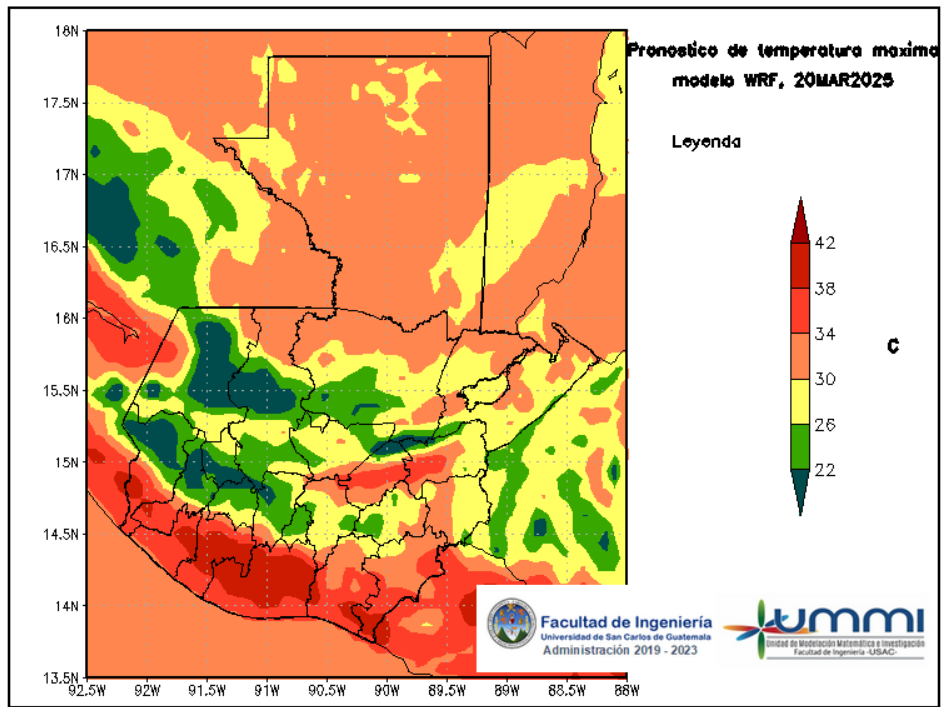 Pronostico de temperatura maxima
modelo WRF, 20MAR2025
Leyenda
42
38
34
30
26
22
C
18N
17.5N
17N
16.5N
16N
15.5N
15N
14.5N
14N
13.5N
92.5W
92W
91.5W
91W
90.5W
90W
89.5W
89W
88.5W
88W
Facultad de Ingeniería
Universidad de San Carlos de Guatemala
Administración 2019 - 2023
ummi
Unidad de Modelación Matemática e Investigación
Facultad de Ingeniería -USAC-